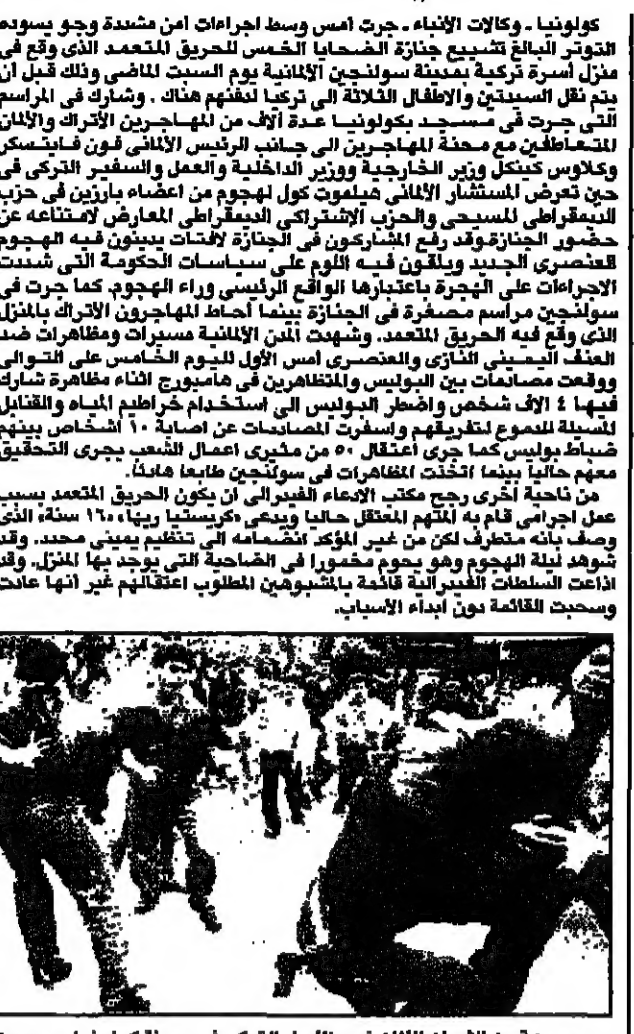 كولونيا ـ وكالات الأنباء ـ جرت أمس وسط اجراءات أمن مشددة وجو يسوده
التوتر البالغ تشييع جنازة الضحايا الخمس للحريق المتعمد الذى وقع فى
منزل أسرة تركية بمدينة سولنجين الألمانية يوم السبت الماضى وذلك قبل أن
يتم نقل السيدتين والاطفال الثلاثة الى تركيا لدفنهم هناك . وشارك فى المراسم
التى جرت فى مسجد بكولونيا عدة آلاف من المهاجرين الأتراك والألمان
المتعاطفين مع محنة المهاجرين الى جانب الرئيس الألمانى فون فايتسكر
وكلاوس كينكل وزير الخارجية ووزير الداخلية والعمل والسفير التركى فى
حين تعرض المستشار الألمانى هيلموت كول لهجوم من اعضاء بارزين فى حزب
الديمقراطى المسيحى والحزب الاشتراكى الديمقراطى المعارض لامتناعه عن
حضور الجنازة.وقد رفع المشاركون فى الجنازة لافتات يدينون فيه الهجوم
العنصرى الجديد ويلقون فيه اللوم على سياسات الحكومة التى شددت
الاجراءات على الهجرة باعتبارها الواقع الرئيسى وراء الهجوم. كما جرت فى
سولنجين مراسم مصغرة فى الجنازة بينما أحاط المهاجرون الأتراك بالمنزل
الذى وقع فيه الحريق المتعمد. وشهدت المدن الألمانية مسيرات ومظاهرات ضد
العنف اليمينى النازى والعنصرى أمس الأول لليوم الخامس على التوالى
ووقعت مصادمات بين البوليس والمتظاهرين فى هامبورج اثناء مظاهرة شارك
فيها ٤ الاف شخص واضطر البوليس الى استخدام خراطيم المياه والقنابل
المسيلة للدموع لتفريقهم واسفرت المصادمات عن اصابة ١٠ أشخاص بينهم
ضباط بوليس كما جرى أعتقال ٥٠ من مثيرى اعمال الشغب يجرى التحقيق
معهم حاليا بينما اتخذت المظاهرات فى سولنجين طابعا هادئا.
من ناحية أخرى رجح مكتب الادعاء الفيدرالى ان يكون الحريق المتعمد بسبب
عمل اجرامى قام به المتهم المعتقل حاليا ويدعى «كريستيا ريها» «١٦ سنة» الذى
وصف بأنه متطرف لكن من غير المؤكد انضمامه الى تنظيم يمينى محدد. وقد
شوهد ليلة الهجوم وهو يحوم مخمورا فى الضاحية التى يوجد بها المنزل. وقد
اذاعت السلطات الفيدرالية قائمة بالمشبوهين المطلوب اعتقالهم غير أنها عادت
وسحبت القائمة دون ابداء الأسباب.